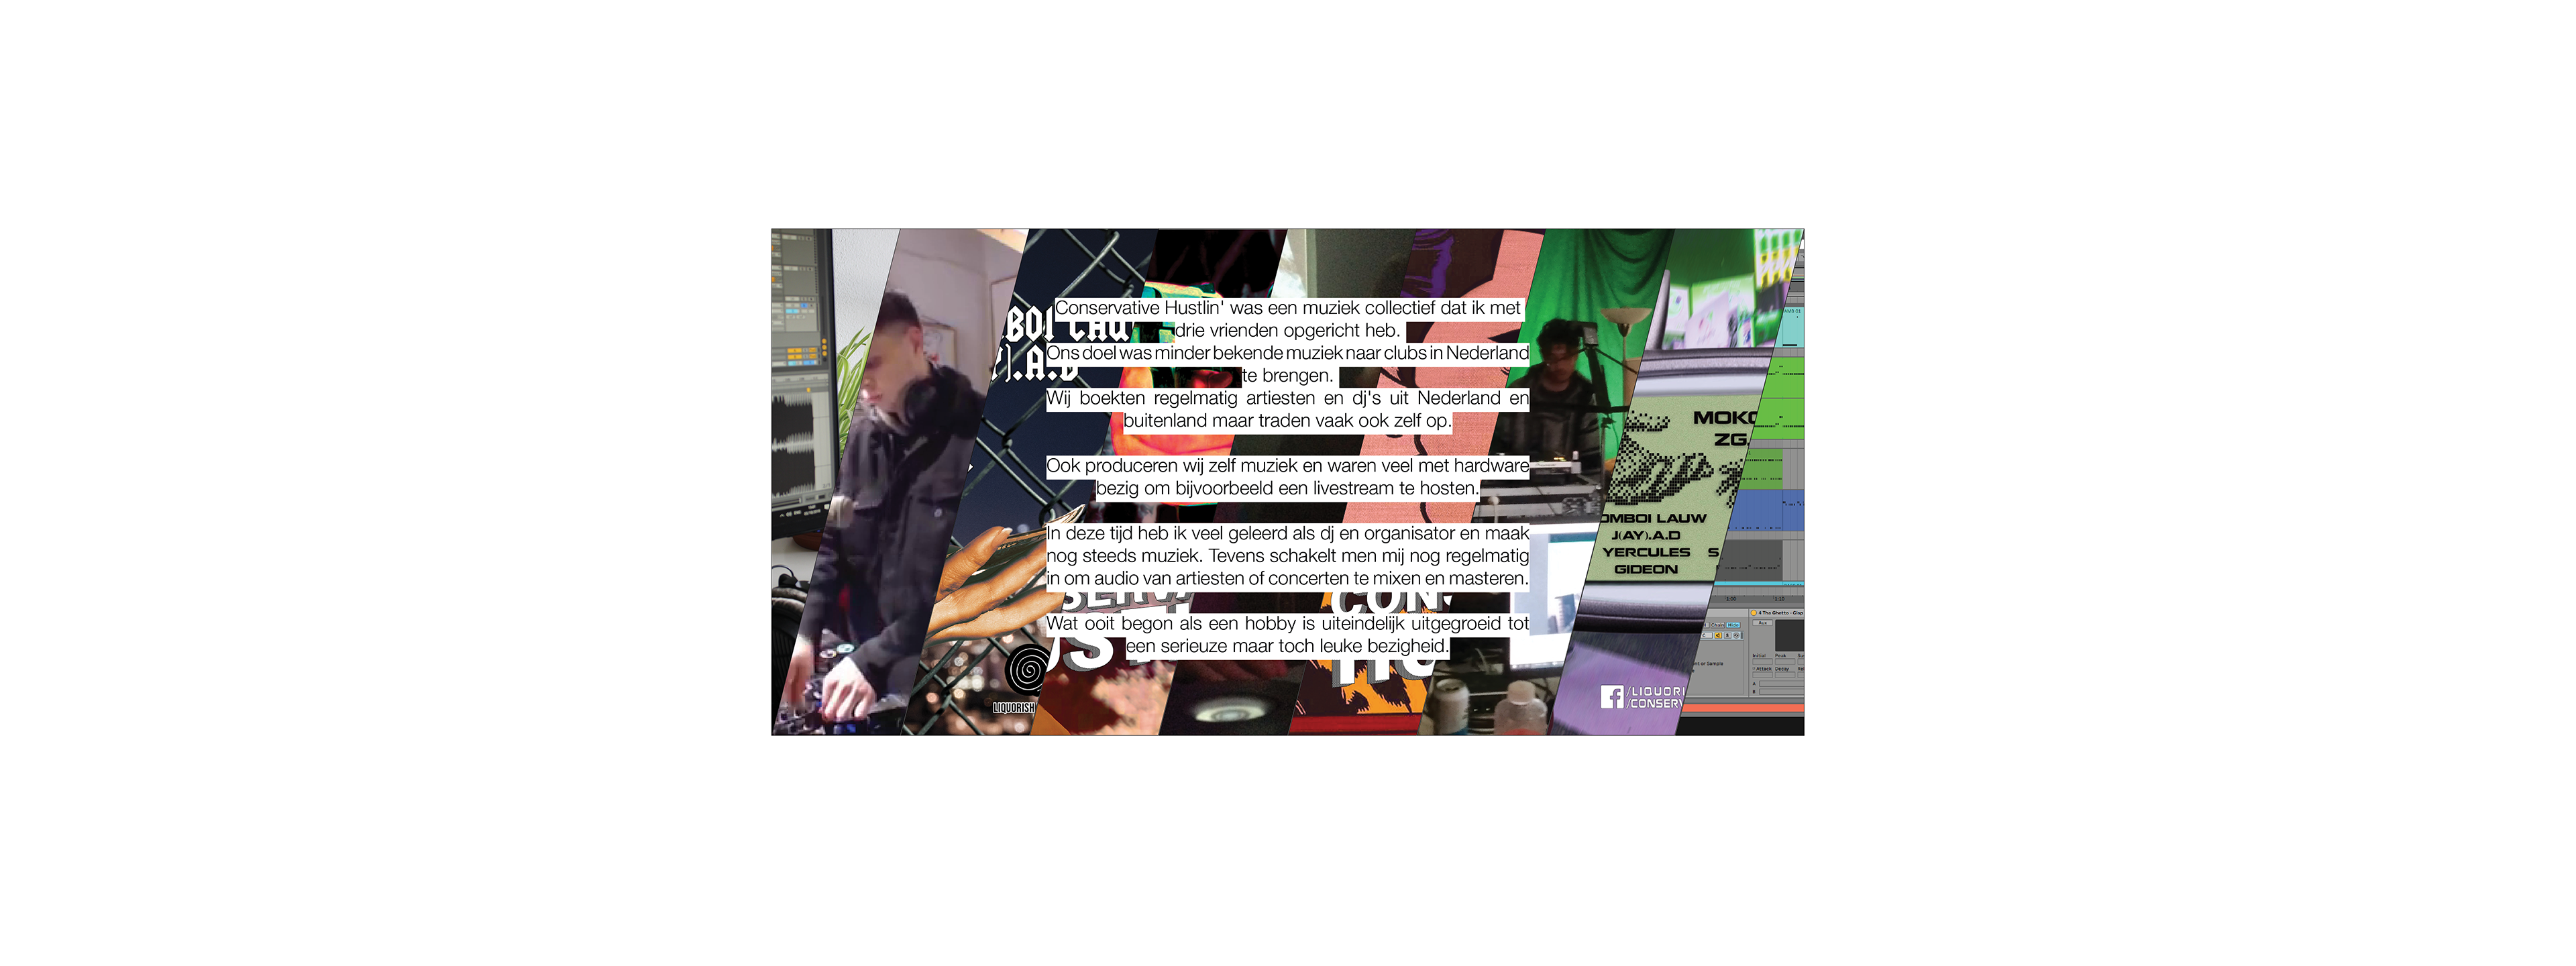 Conservative Hustlin' was een muziek collectief dat ik met
drie vrienden opgericht heb.
Ons doel was minder bekende muziek naar clubs in Nederland
te brengen.
Wij boekten regelmatig artiesten en dj's uit Nederland en
buitenland maar traden vaak ook zelf op.
Ook produceren wij zelf muziek en waren veel met hardware
bezig om bijvoorbeeld een livestream te hosten.
In deze tijd heb ik veel geleerd als dj en organisator en maak
nog steeds muziek. Tevens schakelt men mij nog regelmatig
in om audio van artiesten of concerten te mixen en masteren.
Wat ooit begon als een hobby is uiteindelijk uitgegroeid tot
een serieuze maar toch leuke bezigheid.
BOI
.A.D
LIQUORISH
CONS
MOKO
ZG.
OMBOI LAUW
J(AY).A.D
YERCULES S
GIDEON
/LIQUORI
/CONSERV